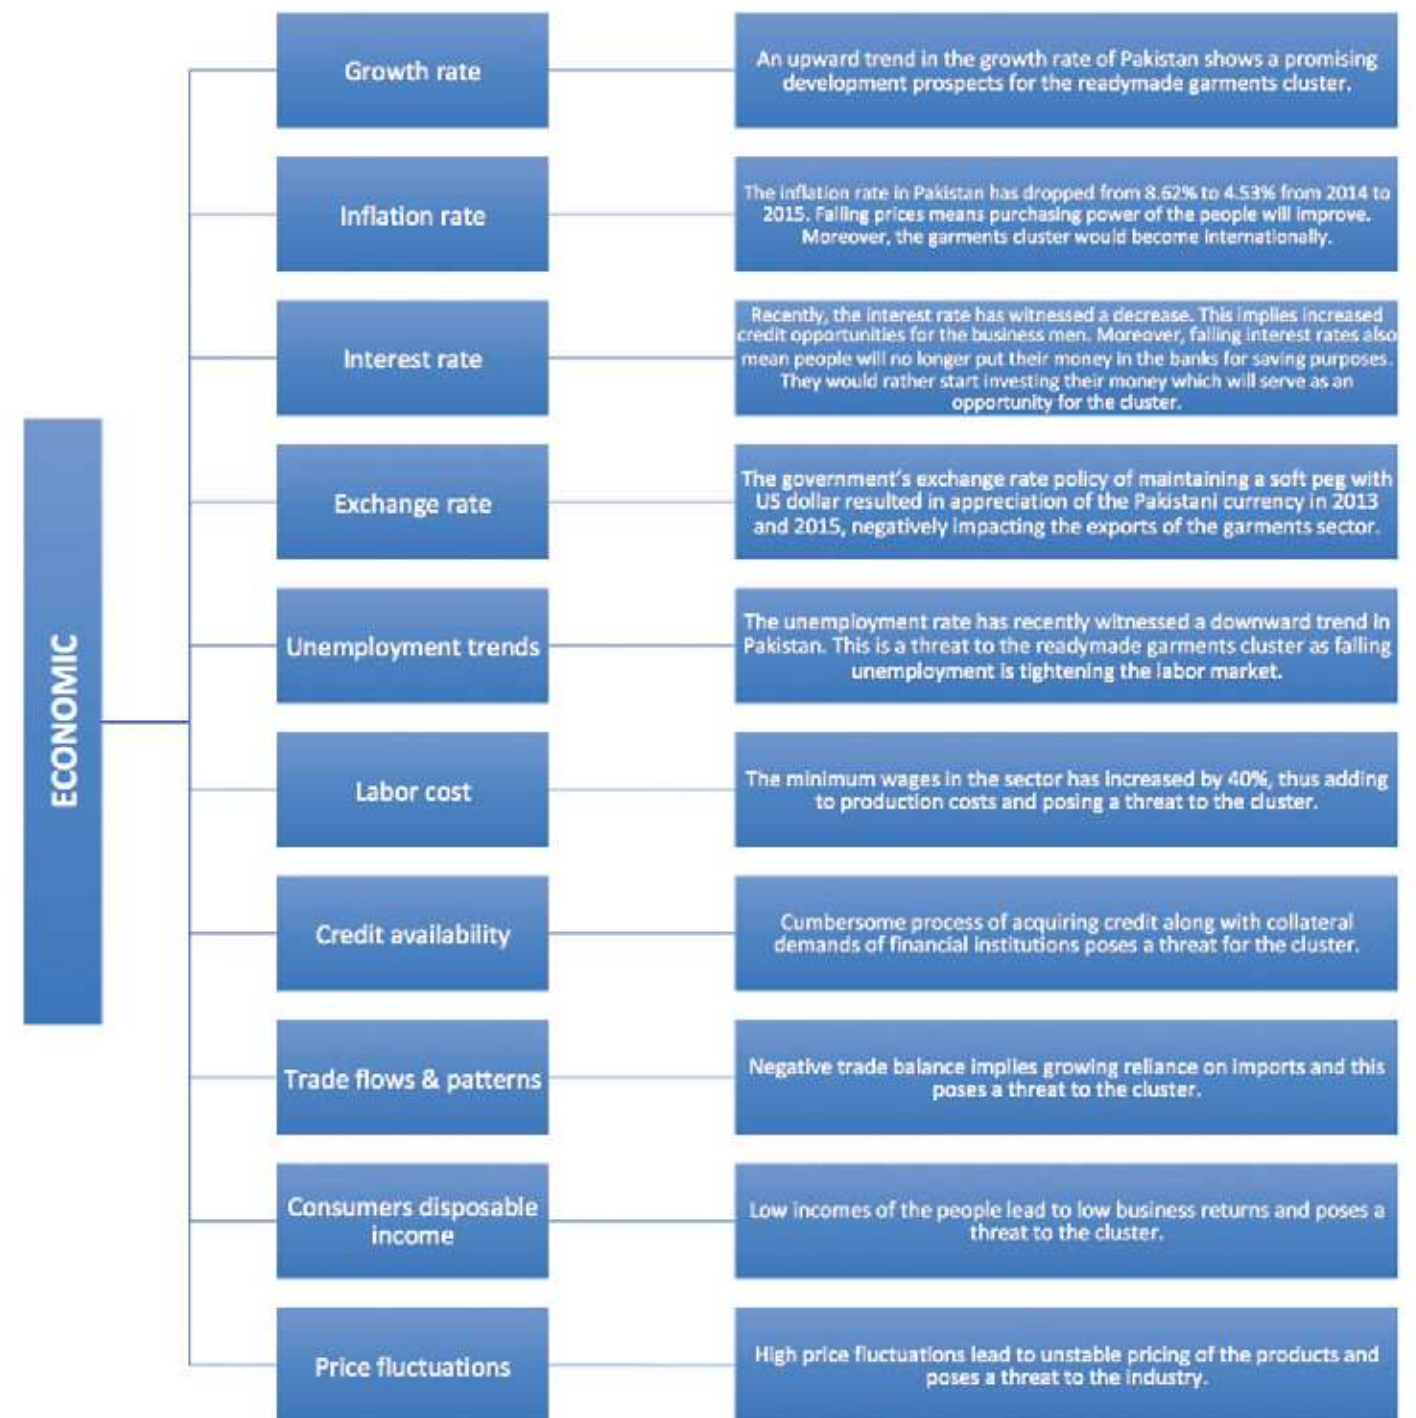 ECONOMIC
Growth rate
An upward trend in the growth rate of Pakistan shows a promising
development prospects for the readymade garments cluster.
Inflation rate
The inflation rate in Pakistan has dropped from 8.62% to 4.53% from 2014 to
2015. Falling prices means purchasing power of the people will improve.
Moreover, the garments cluster would become internationally.
Interest rate
Recently, the interest rate has witnessed a decrease. This implies increased
credit opportunities for the business men. Moreover, falling interest rates also
mean people will no longer put their money in the banks for saving purposes.
They would rather start investing their money which will serve as an
opportunity for the cluster.
Exchange rate
The government's exchange rate policy of maintaining a soft peg with
US dollar resulted in appreciation of the Pakistani currency in 2013
and 2015, negatively impacting the exports of the garments sector.
Unemployment trends
The unemployment rate has recently witnessed a downward trend in
Pakistan. This is a threat to the readymade garments cluster as falling
unemployment is tightening the labor market.
Labor cost
The minimum wages in the sector has increased by 40%, thus adding
to production costs and posing a threat to the cluster.
Credit availability
Cumbersome process of acquiring credit along with collateral
demands of financial institutions poses a threat for the cluster.
Trade flows & patterns
Negative trade balance implies growing reliance on imports and this
poses a threat to the cluster.
Consumers disposable
income
Low incomes of the people lead to low business returns and poses a
threat to the cluster.
Price fluctuations
High price fluctuations lead to unstable pricing of the products and
poses a threat to the industry.